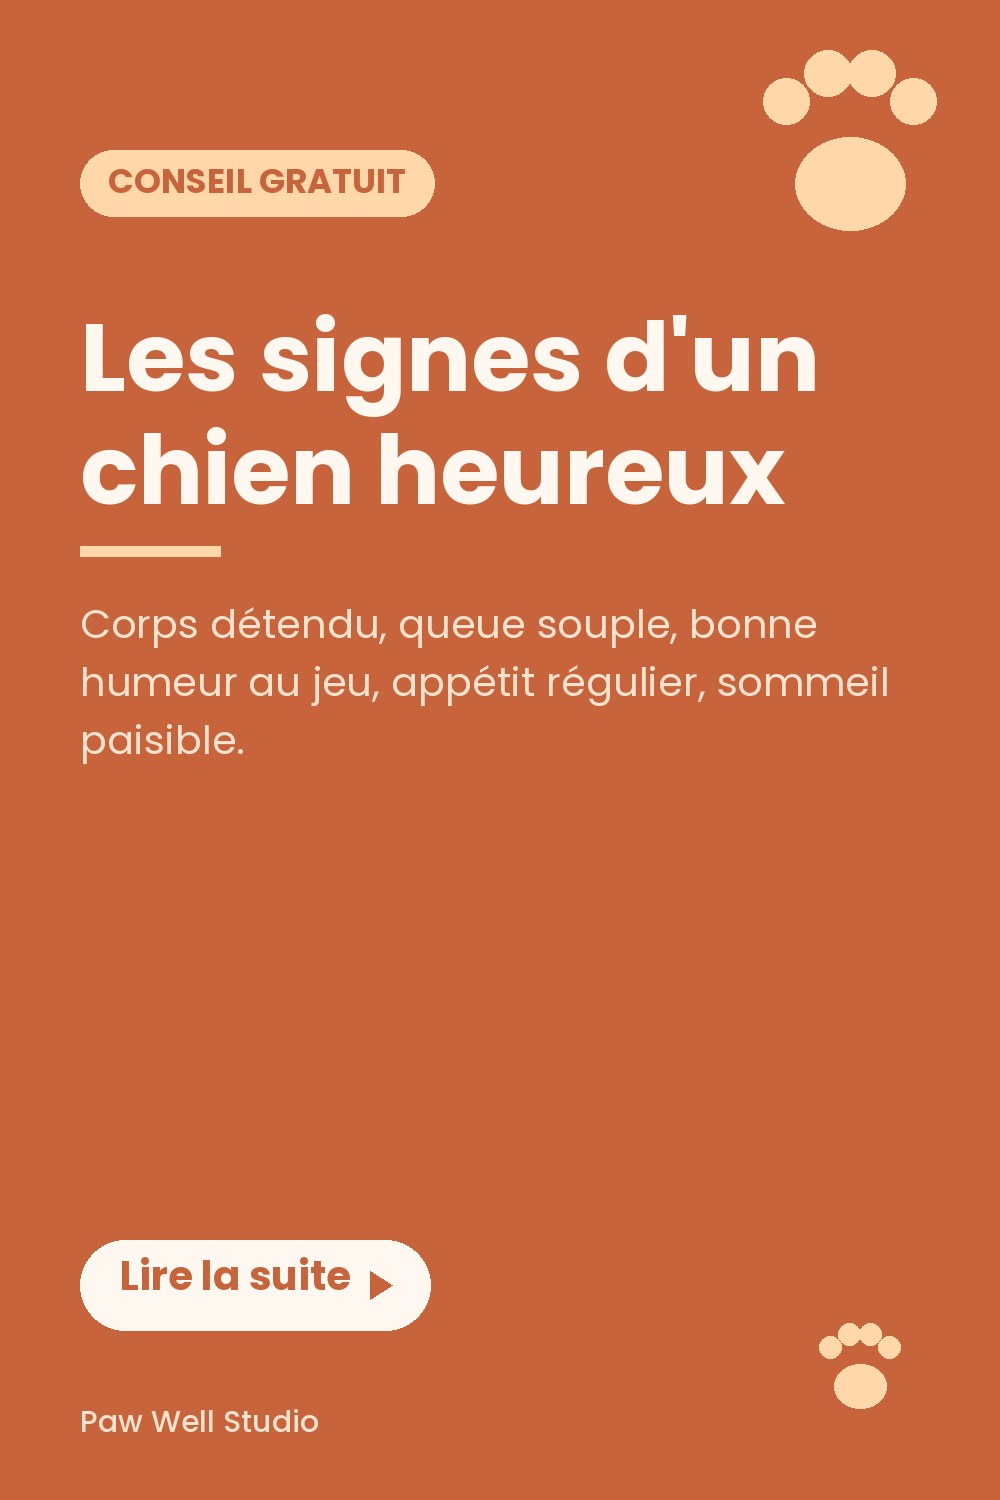 CONSEIL GRATUIT
Les signes d'un
chien heureux
Corps détendu, queue souple, bonne
humeur au jeu, appétit régulier, sommeil
paisible.
Lire la suite
Paw Well Studio